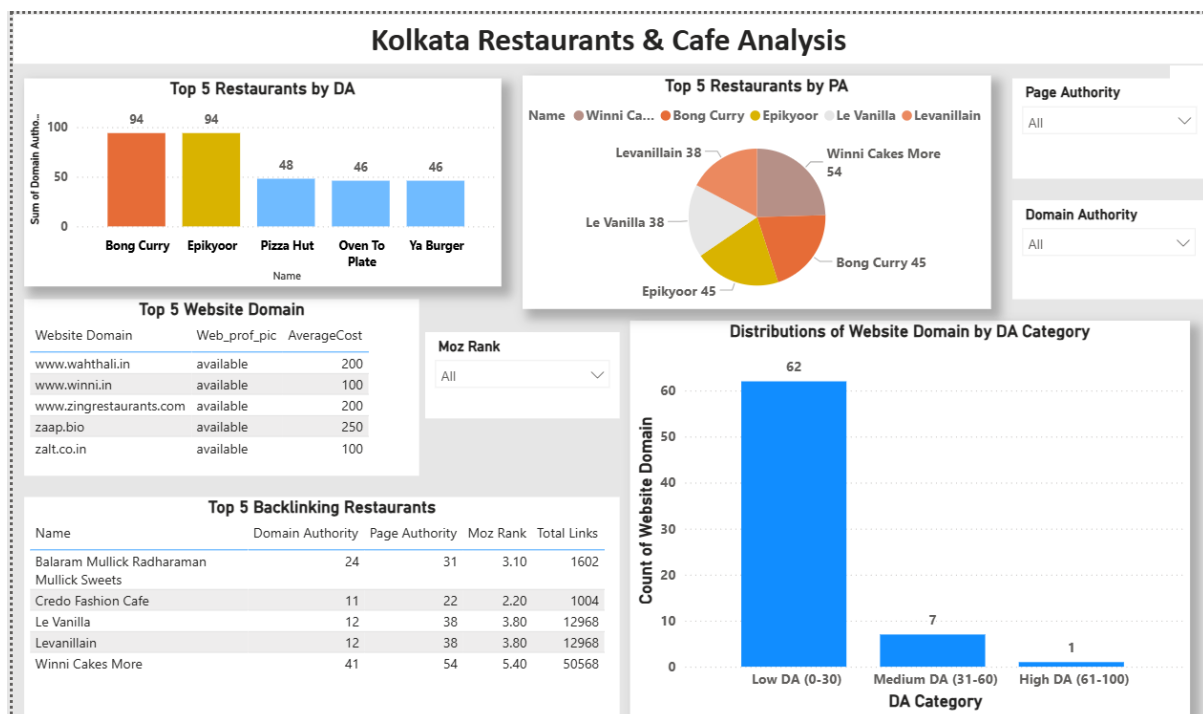 Kolkata Restaurants & Cafe Analysis
Top 5 Restaurants by DA
Sum of Domain Autho...
100
50
0
94
94
48
46
46
Bong Curry
Epikyoor
Pizza Hut
Oven To
Plate
Ya Burger
Name
Top 5 Restaurants by PA
Name Winni Ca... Bong Curry Epikyoor Le Vanilla Levanillain
Levanillain 38
Winni Cakes More
54
Le Vanilla 38
Bong Curry 45
Epikyoor 45
Page Authority
All
Domain Authority
All
Top 5 Website Domain
Website Domain Web_prof_pic AverageCost
www.wahthali.in available 200
www.winni.in available 100
www.zingrestaurants.com available 200
zaap.bio available 250
zalt.co.in available 100
Moz Rank
All
Top 5 Backlinking Restaurants
Name Domain Authority Page Authority Moz Rank Total Links
Balaram Mullick Radharaman
Mullick Sweets 24 31 3.10 1602
Credo Fashion Cafe 11 22 2.20 1004
Le Vanilla 12 38 3.80 12968
Levanillain 12 38 3.80 12968
Winni Cakes More 41 54 5.40 50568
Distributions of Website Domain by DA Category
Count of Website Domain
60
50
40
30
20
10
0
62
7
1
Low DA (0-30)
Medium DA (31-60)
High DA (61-100)
DA Category